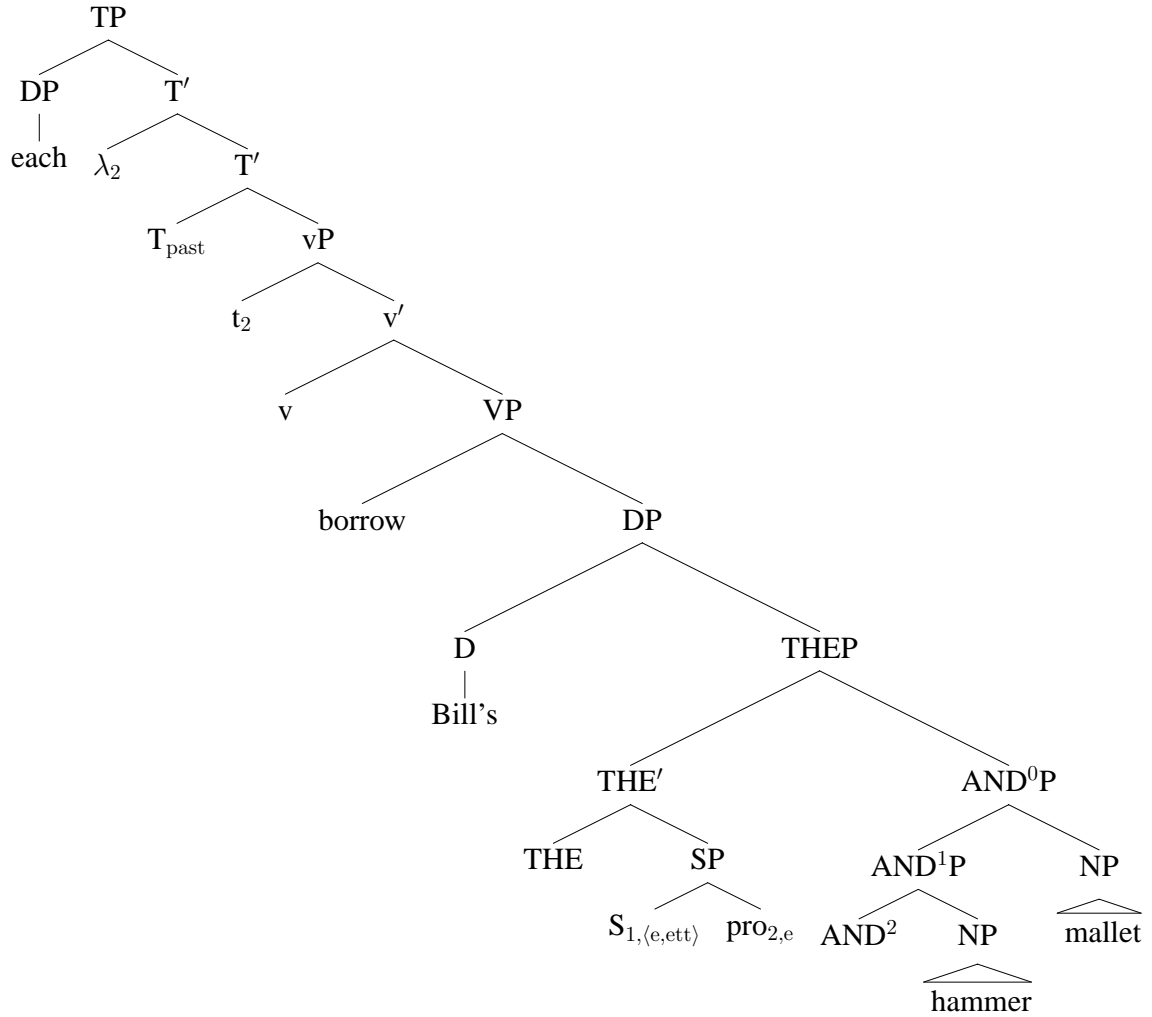 TP
DP T′
each λ₂ T′
T_past vP
t₂ v′
v VP
borrow DP
D THEP
Bill's
THE′ AND⁰P
THE SP AND¹P NP
S₁,⟨e,ett⟩ pro₂,e AND² NP mallet
hammer